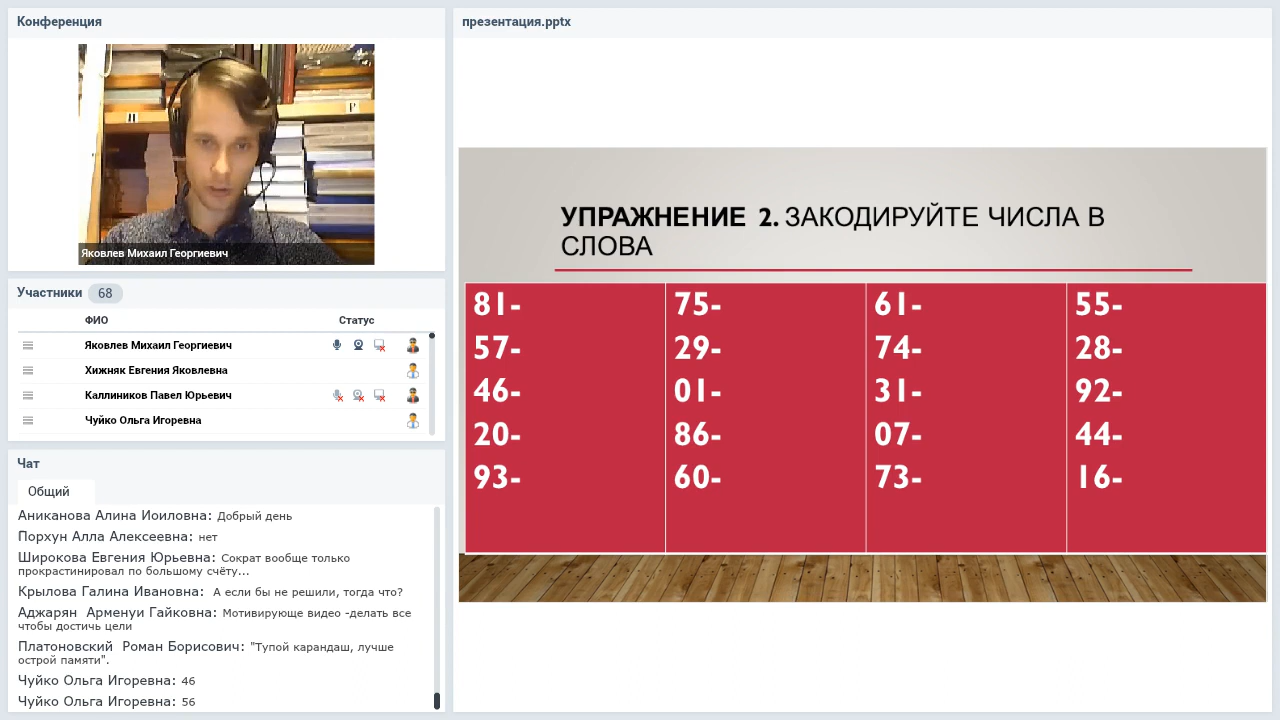 Конференция
Н
Р
Яковлев Михаил Георгиевич
Участники 68
ФИО Статус
Яковлев Михаил Георгиевич
Хижняк Евгения Яковлевна
Каллиников Павел Юрьевич
Чуйко Ольга Игоревна
Чат
Общий
Аниканова Алина Иоиловна: Добрый день
Порхун Алла Алексеевна: нет
Широкова Евгения Юрьевна: Сократ вообще только
прокрастинировал по большому счёту...
Крылова Галина Ивановна: А если бы не решили, тогда что?
Аджарян Арменуи Гайковна: Мотивирующе видео -делать все
чтобы достичь цели
Платоновский Роман Борисович: "Тупой карандаш, лучше
острой памяти".
Чуйко Ольга Игоревна: 46
Чуйко Ольга Игоревна: 56
презентация.pptx
УПРАЖНЕНИЕ 2. ЗАКОДИРУЙТЕ ЧИСЛА В
СЛОВА
81- 75- 61- 55-
57- 29- 74- 28-
46- 01- 31- 92-
20- 86- 07- 44-
93- 60- 73- 16-